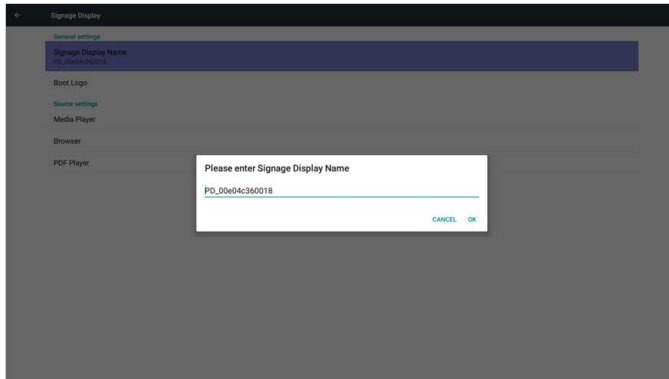 Signage Display
General settings
Signage Display Name
PD_00e04c360018
Boot Logo
Source settings
Media Player
Browser
PDF Player
Please enter Signage Display Name
PD_00e04c360018
CANCEL OK